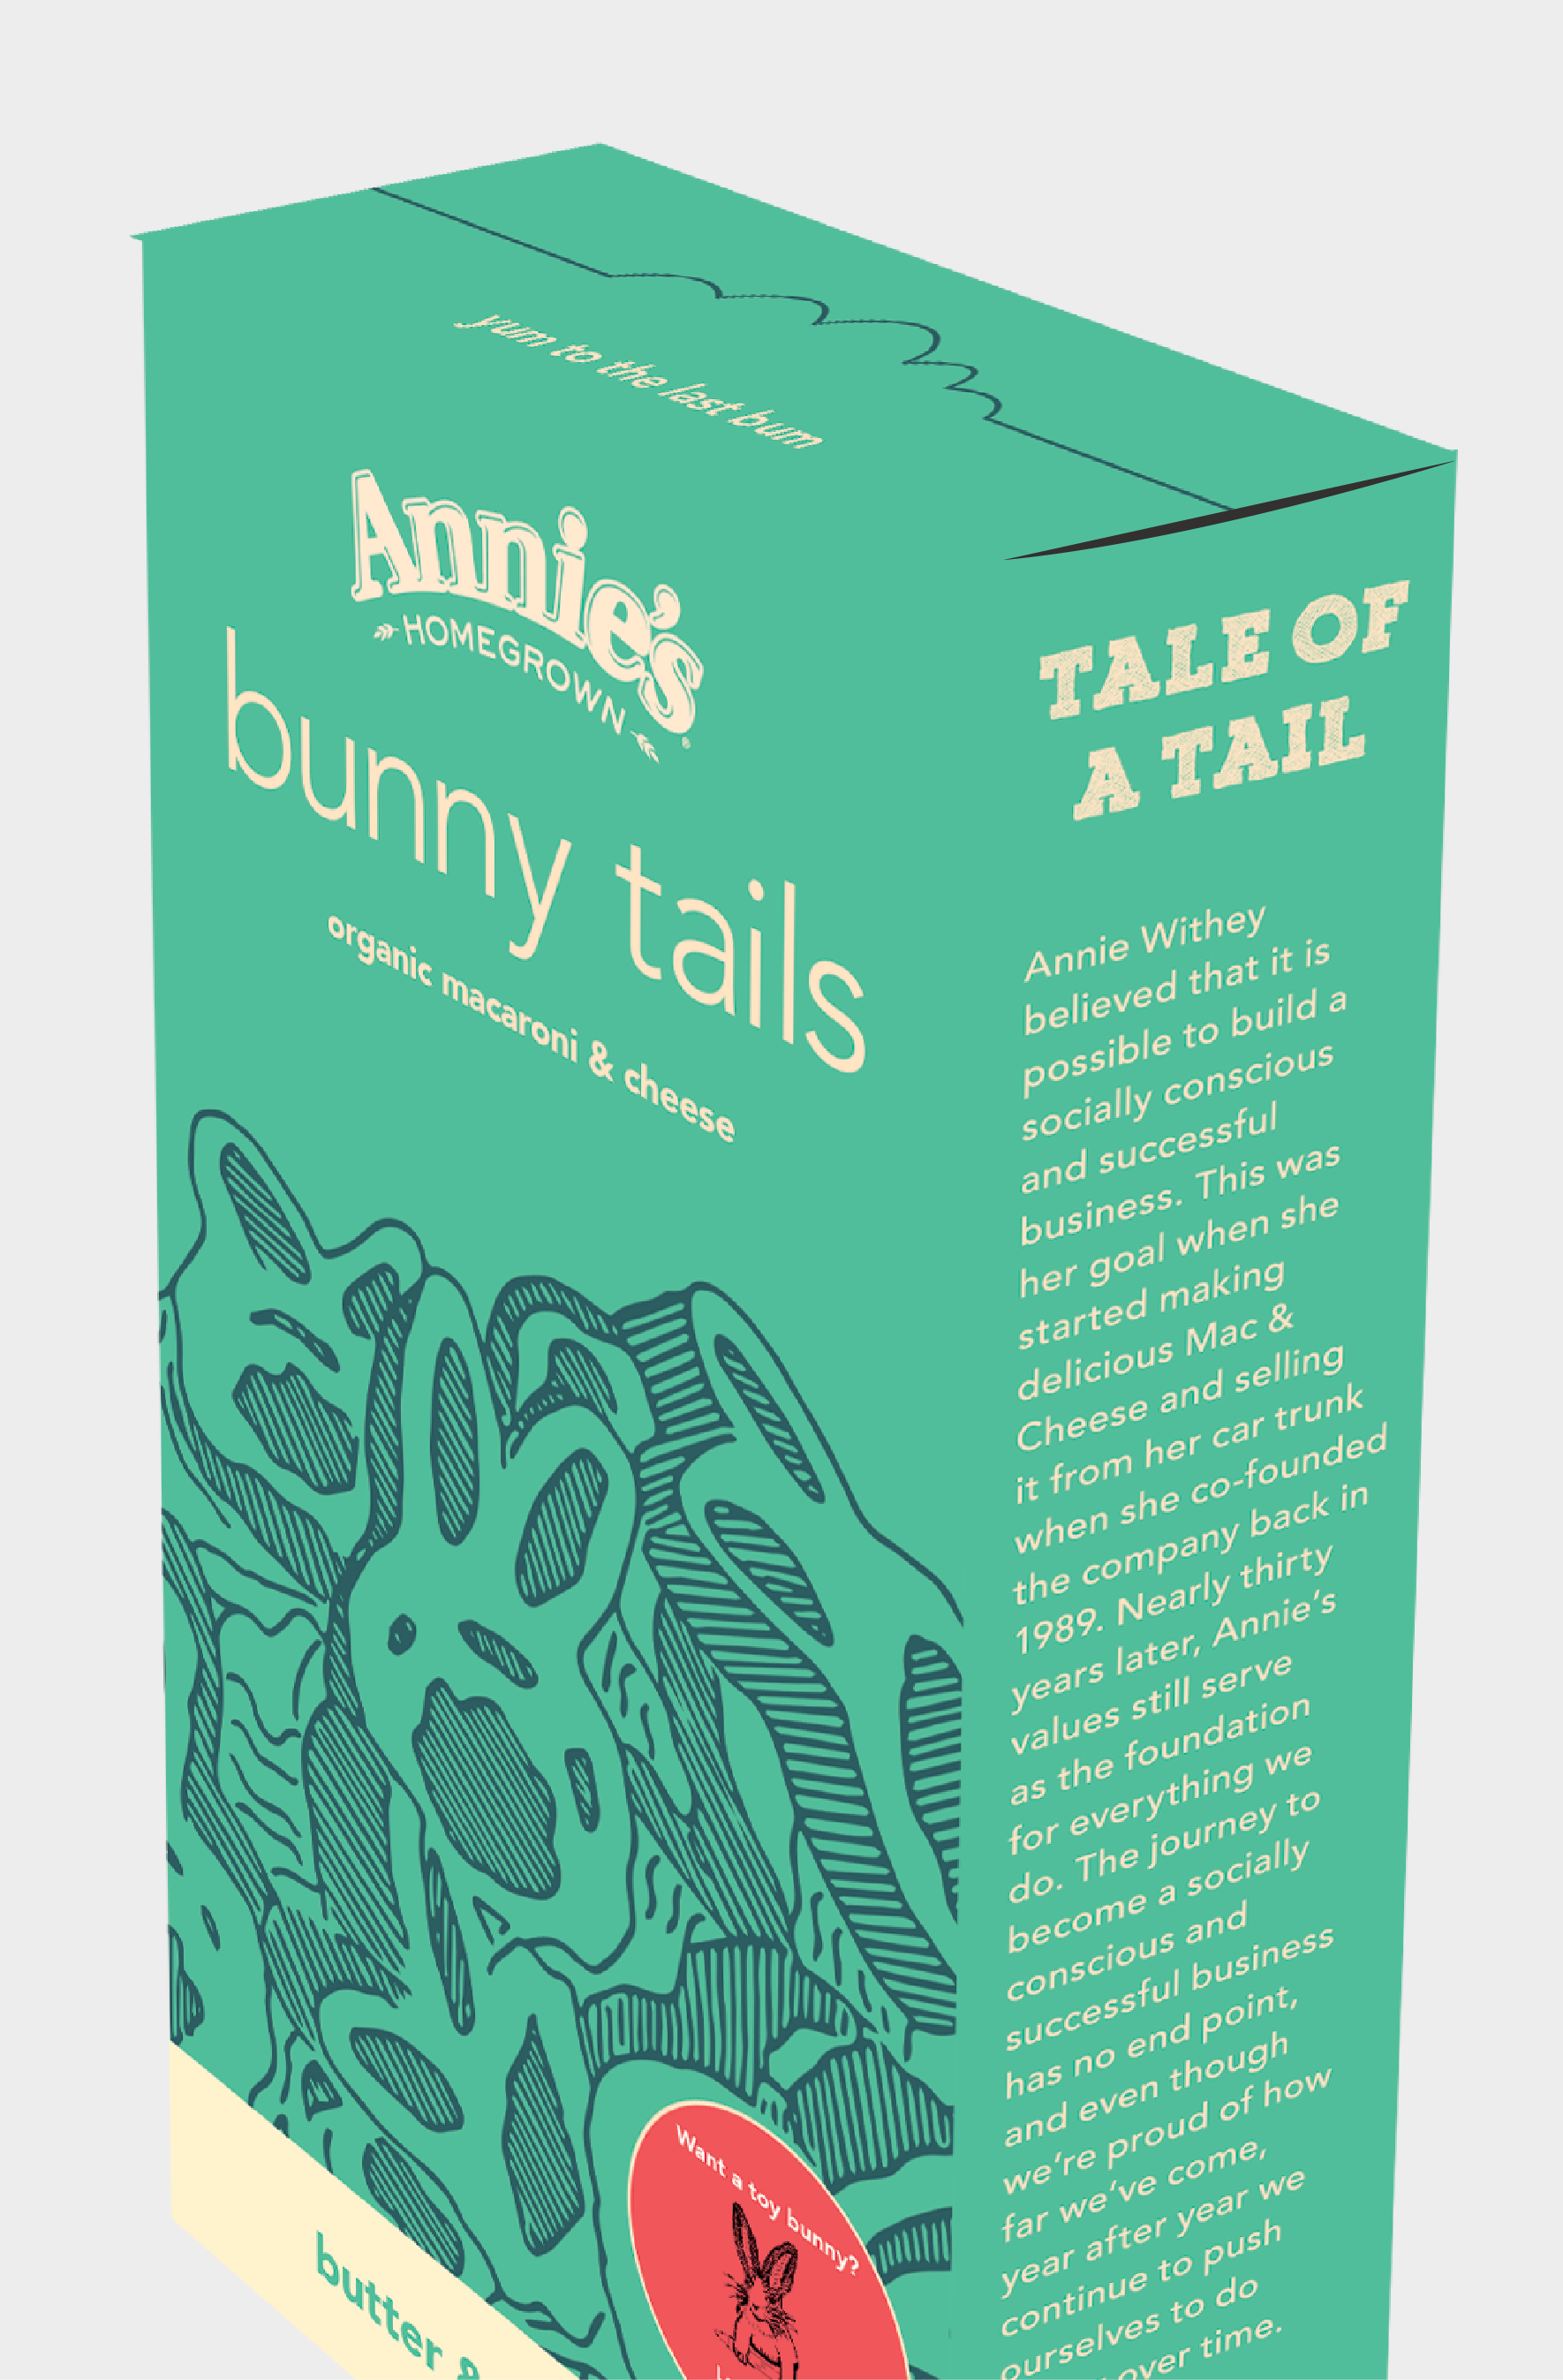 yum to the last bum
Annie's
HOMEGROWN
®
bunny tails
organic macaroni & cheese
Want a toy bunny?
butter
TALE OF
A TAIL
Annie Withey
believed that it is
possible to build a
socially conscious
and successful
business. This was
her goal when she
started making
delicious Mac &
Cheese and selling
it from her car trunk
when she co-founded
the company back in
1989. Nearly thirty
years later, Annie's
values still serve
as the foundation
for everything we
do. The journey to
become a socially
conscious and
successful business
has no end point,
and even though
we're proud of how
far we've come,
year after year we
continue to push
ourselves to do
over time.